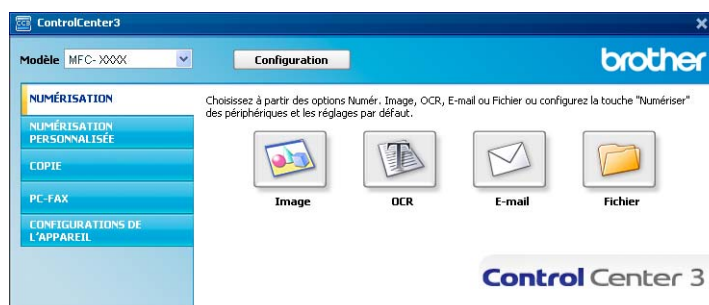 ControlCenter3
Modèle MFC-XXXX Configuration brother
NUMÉRISATION
NUMÉRISATION
PERSONNALISÉE
COPIE
PC-FAX
CONFIGURATIONS DE
L'APPAREIL
Choisissez à partir des options Numér. Image, OCR, E-mail ou Fichier ou configurez la touche "Numériser"
des périphériques et les réglages par défaut.
Image OCR E-mail Fichier
Control Center 3